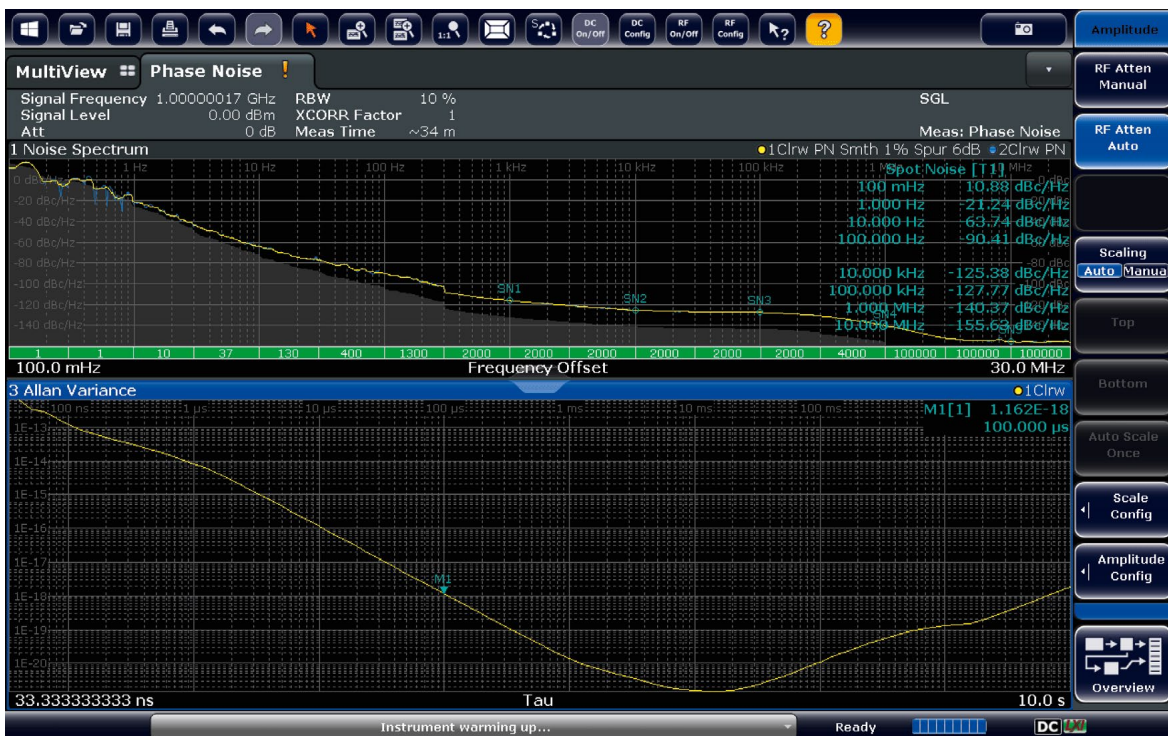 1:1
S
DC On/Off
DC Config
RF On/Off
RF Config
?
?
Amplitude
MultiView
Phase Noise !
RF Atten Manual
Signal Frequency 1.00000017 GHz RBW 10 % SGL
Signal Level 0.00 dBm XCORR Factor 1
Att 0 dB Meas Time ~34 m Meas: Phase Noise
RF Atten Auto
1 Noise Spectrum 1Clrw PN Smth 1% Spur 6dB 2Clrw PN
1 Hz 10 Hz 100 Hz 1 kHz 10 kHz 100 kHz
Spot Noise [T1]
100 mHz 10.88 dBc/Hz
-20 dBc/Hz 1.000 Hz -21.24 dBc/Hz
-40 dBc/Hz 10.000 Hz -63.74 dBc/Hz
-60 dBc/Hz 100.000 Hz -90.41 dBc/Hz
Scaling
Auto Manual
-80 dBc/Hz
-100 dBc/Hz 10.000 kHz -125.38 dBc/Hz
SN1 SN2 SN3 SN4
-120 dBc/Hz 100.000 kHz -127.77 dBc/Hz
1.000 MHz -140.37 dBc/Hz
-140 dBc/Hz 10.000 MHz -155.63 dBc/Hz
Top
1 1 10 37 130 400 1300 2000 2000 2000 2000 2000 2000 4000 100000 100000 100000
100.0 mHz Frequency Offset 30.0 MHz
3 Allan Variance 1Clrw
Bottom
100 ns 1 µs 10 µs 100 µs 1 ms 10 ms 100 ms
M1[1] 1.162E-18
100.000 µs
1E-13
Auto Scale Once
1E-14
1E-15
Scale Config
1E-16
1E-17
Amplitude Config
M1
1E-18
1E-19
1E-20
Overview
33.3333333333 ns Tau 10.0 s
Instrument warming up... Ready DC